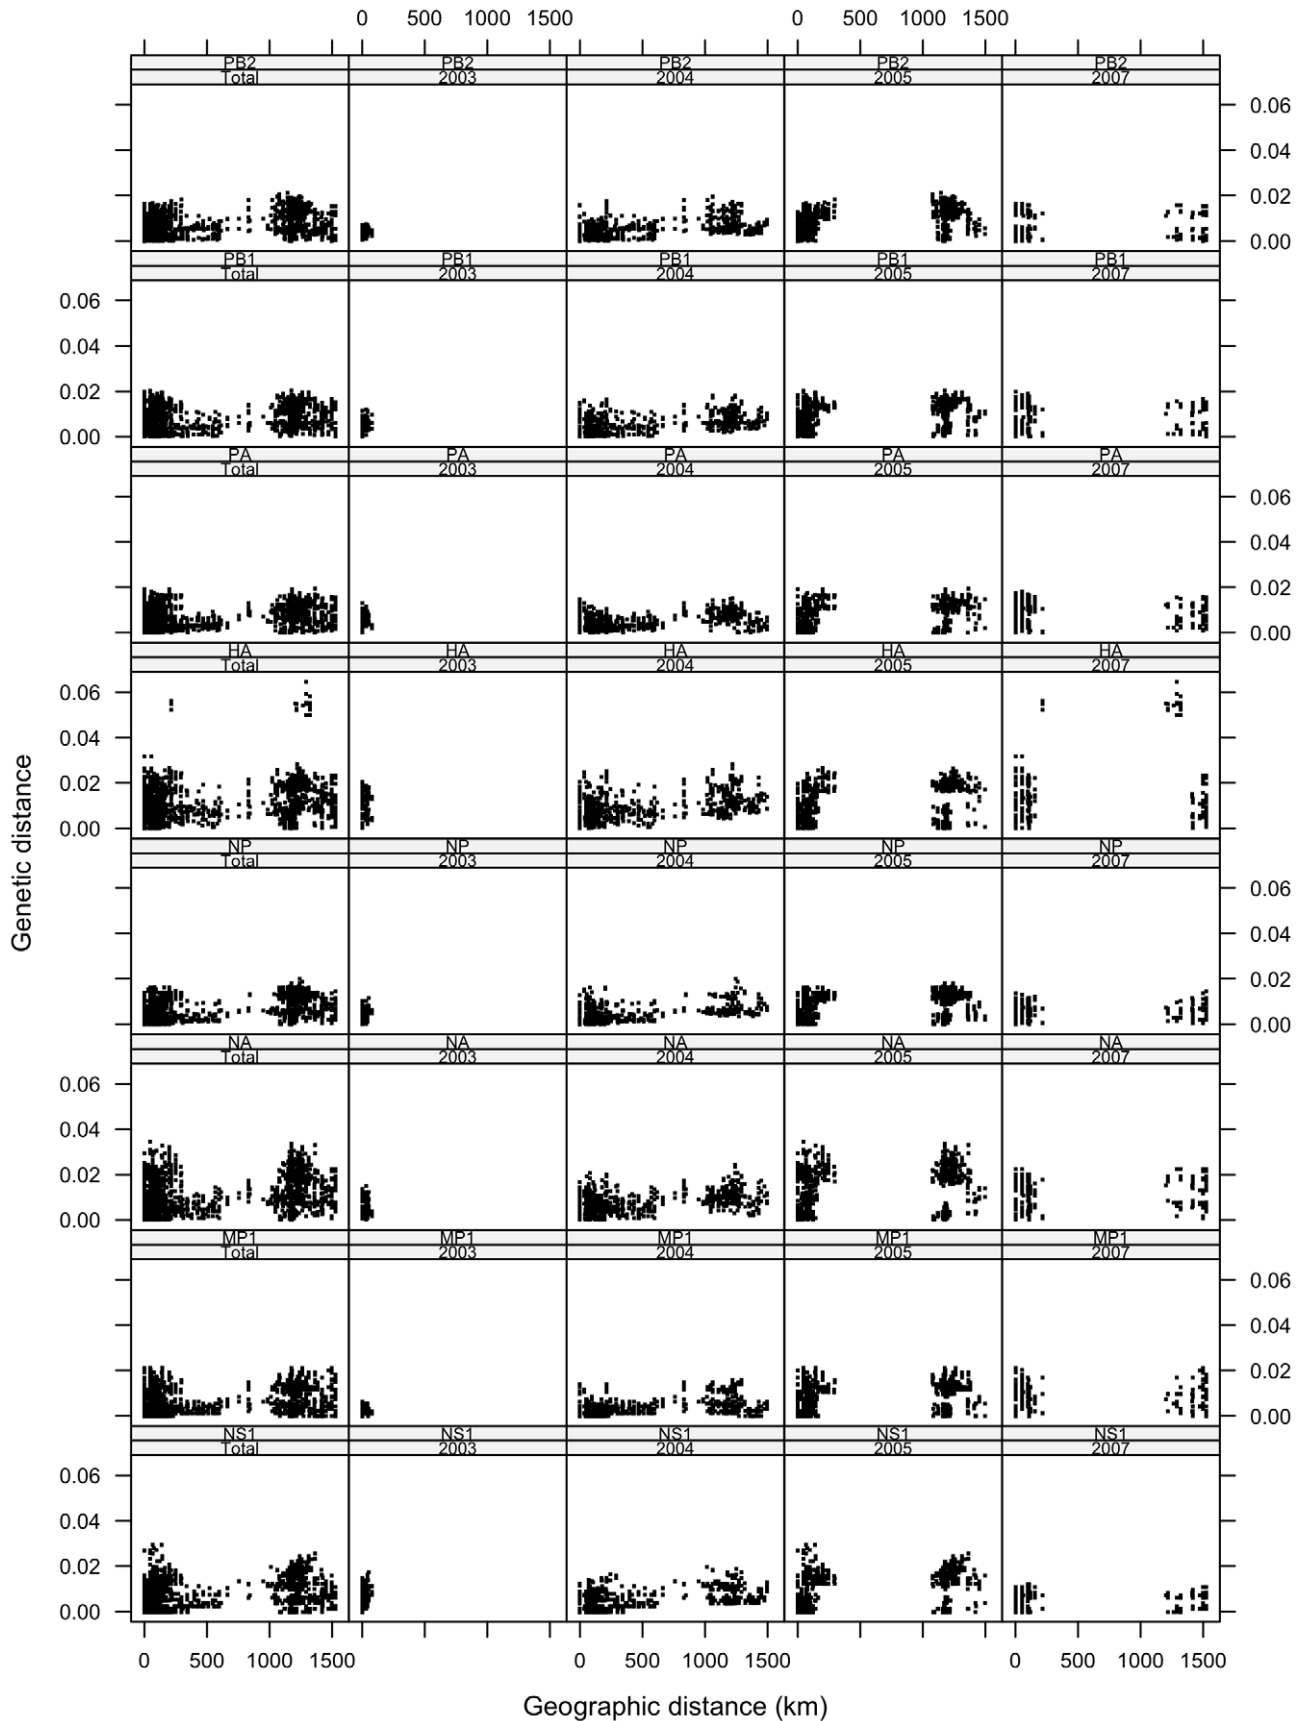 0 500 1000 1500 0 500 1000 1500
PB2 PB2 PB2 PB2 PB2
Total 2003 2004 2005 2007
0.06
0.04
0.02
0.00
PB1 PB1 PB1 PB1 PB1
Total 2003 2004 2005 2007
0.06
0.04
0.02
0.00
PA PA PA PA PA
Total 2003 2004 2005 2007
0.06
0.04
0.02
0.00
HA HA HA HA HA
Total 2003 2004 2005 2007
0.06
0.04
0.02
0.00
Genetic distance
NP NP NP NP NP
Total 2003 2004 2005 2007
0.06
0.04
0.02
0.00
NA NA NA NA NA
Total 2003 2004 2005 2007
0.06
0.04
0.02
0.00
MP1 MP1 MP1 MP1 MP1
Total 2003 2004 2005 2007
0.06
0.04
0.02
0.00
NS1 NS1 NS1 NS1 NS1
Total 2003 2004 2005 2007
0.06
0.04
0.02
0.00
0 500 1000 1500 0 500 1000 1500 0 500 1000 1500
Geographic distance (km)